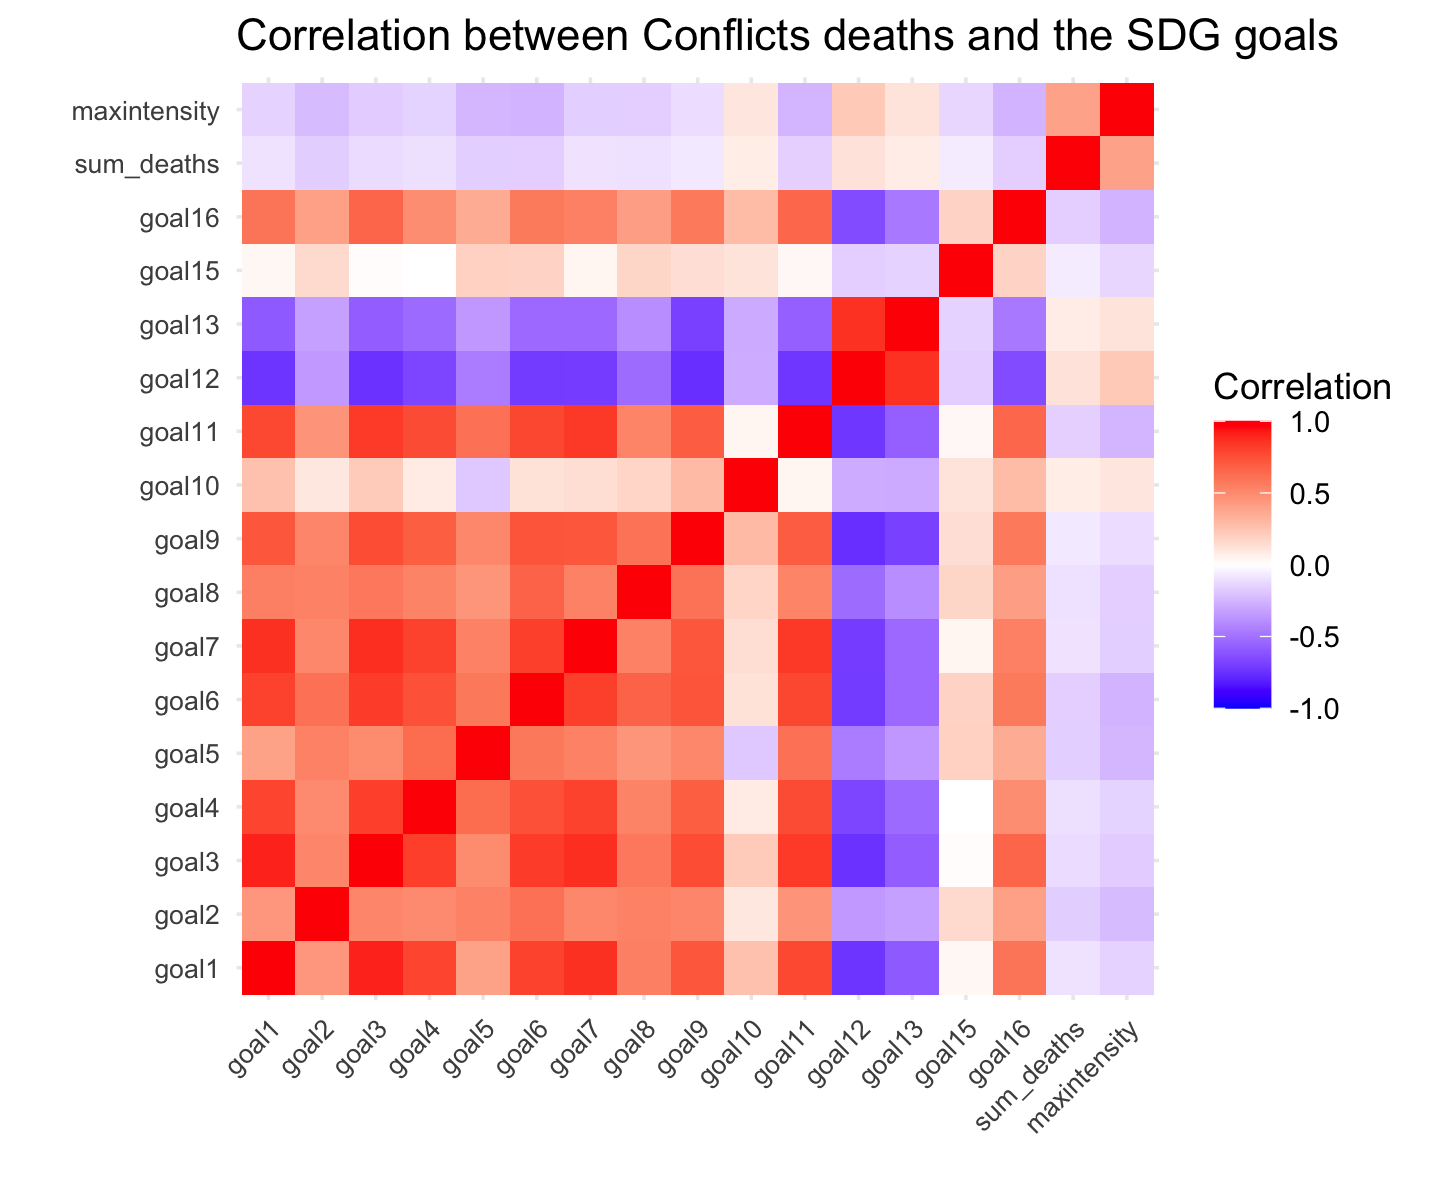 Correlation between Conflicts deaths and the SDG goals
maxintensity
sum_deaths
goal16
goal15
goal13
goal12
goal11
goal10
goal9
goal8
goal7
goal6
goal5
goal4
goal3
goal2
goal1
goal1
goal2
goal3
goal4
goal5
goal6
goal7
goal8
goal9
goal10
goal11
goal12
goal13
goal15
goal16
sum_deaths
maxintensity
Correlation
1.0
0.5
0.0
-0.5
-1.0